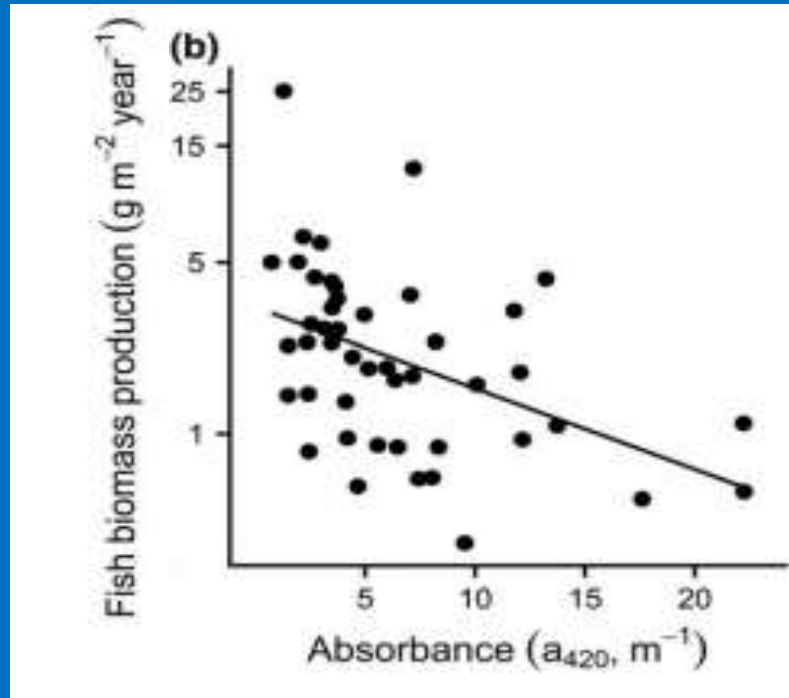 (b)
Fish biomass production (g m⁻² year⁻¹)
25
15
5
1
5 10 15 20
Absorbance (a₄₂₀, m⁻¹)